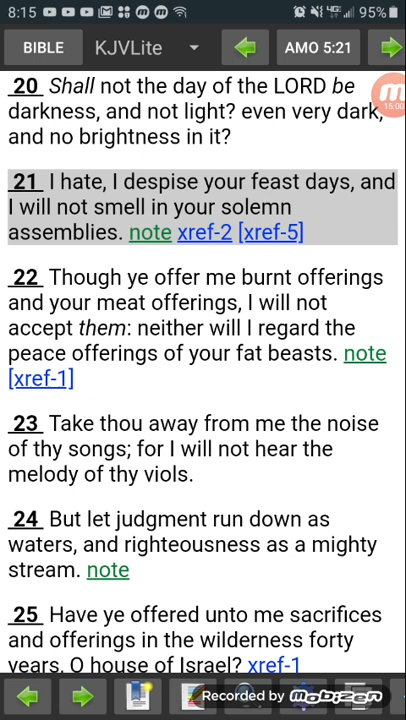 8:15 95%
BIBLE KJVLite AMO 5:21
20 Shall not the day of the LORD be
darkness, and not light? even very dark,
and no brightness in it?
15:00
21 I hate, I despise your feast days, and
I will not smell in your solemn
assemblies. note xref-2 [xref-5]
22 Though ye offer me burnt offerings
and your meat offerings, I will not
accept them: neither will I regard the
peace offerings of your fat beasts. note
[xref-1]
23 Take thou away from me the noise
of thy songs; for I will not hear the
melody of thy viols.
24 But let judgment run down as
waters, and righteousness as a mighty
stream. note
25 Have ye offered unto me sacrifices
and offerings in the wilderness forty
years, O house of Israel? xref-1
Recorded by mobizen